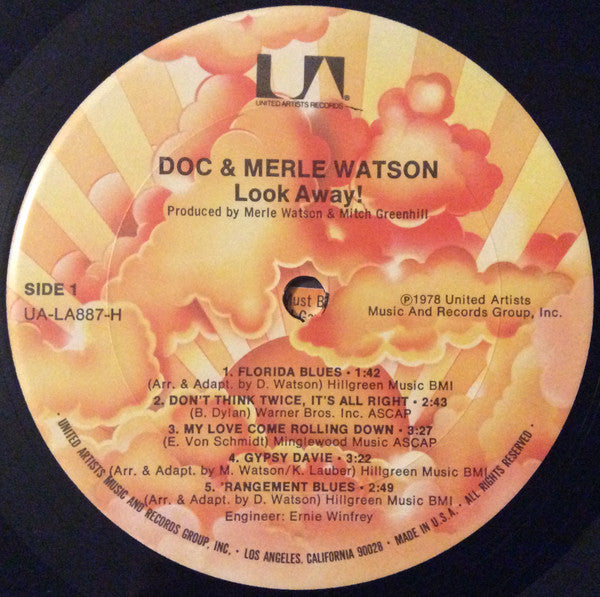 UA®
UNITED ARTISTS RECORDS
DOC & MERLE WATSON
Look Away!
Produced by Merle Watson & Mitch Greenhill
SIDE 1
UA-LA887-H
ust B
℗1978 United Artists
Music And Records Group, Inc.
1. FLORIDA BLUES • 1:42
(Arr. & Adapt. by D. Watson) Hillgreen Music BMI
2. DON'T THINK TWICE, IT'S ALL RIGHT • 2:43
(B. Dylan) Warner Bros. Inc. ASCAP
3. MY LOVE COME ROLLING DOWN • 3:27
(E. Von Schmidt) Minglewood Music ASCAP
4. GYPSY DAVIE • 3:22
(Arr. & Adapt. by M. Watson/K. Lauber) Hillgreen Music BMI
5. 'RANGEMENT BLUES • 2:49
(Arr. & Adapt. by D. Watson) Hillgreen Music BMI
Engineer: Ernie Winfrey
• UNITED ARTISTS MUSIC AND RECORDS GROUP, INC. • LOS ANGELES, CALIFORNIA 90028 • MADE IN U.S.A. • ALL RIGHTS RESERVED •